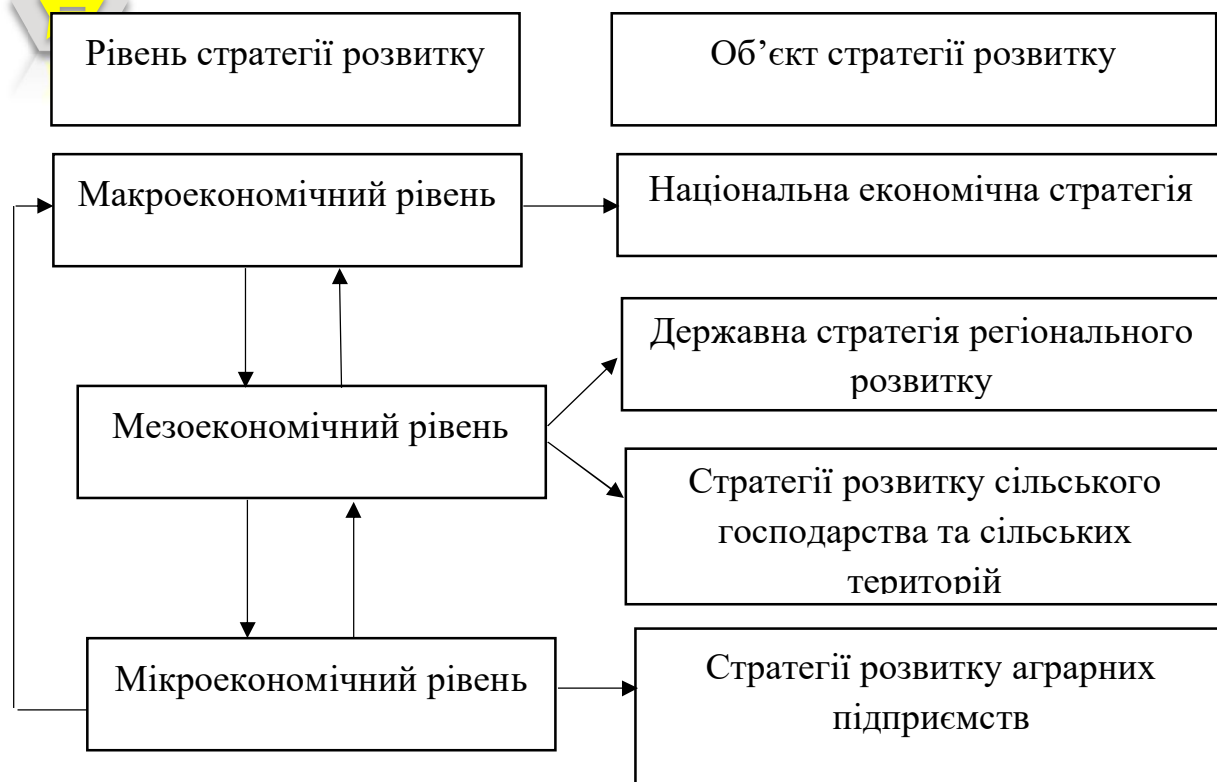 Рівень стратегії розвитку
Об’єкт стратегії розвитку
Макроекономічний рівень
Національна економічна стратегія
Державна стратегія регіонального
розвитку
Мезоекономічний рівень
Стратегії розвитку сільського
господарства та сільських
територій
Мікроекономічний рівень
Стратегії розвитку аграрних
підприємств